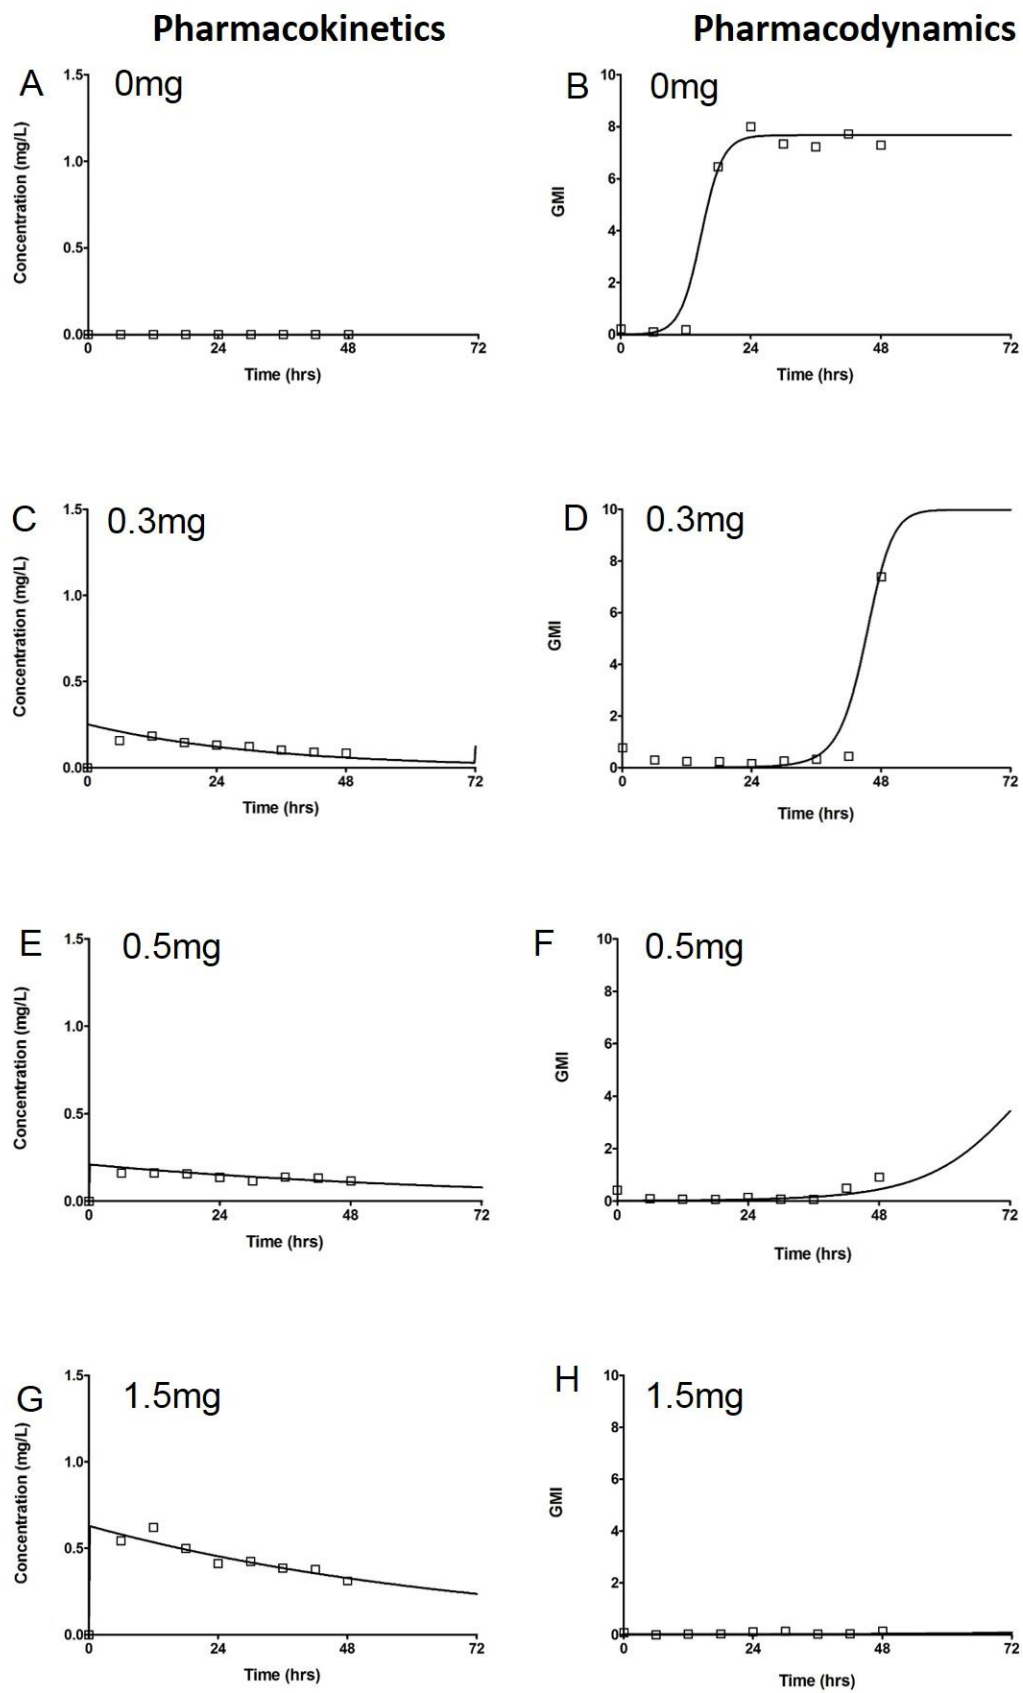 Pharmacokinetics
Pharmacodynamics
A
0mg
1.5
1.0
0.5
0.0
Concentration (mg/L)
0
24
48
72
Time (hrs)
B
0mg
10
8
6
4
2
0
GMI
0
24
48
72
Time (hrs)
C
0.3mg
1.5
1.0
0.5
0.0
Concentration (mg/L)
0
24
48
72
Time (hrs)
D
0.3mg
10
8
6
4
2
0
GMI
0
24
48
72
Time (hrs)
E
0.5mg
1.5
1.0
0.5
0.0
Concentration (mg/L)
0
24
48
72
Time (hrs)
F
0.5mg
10
8
6
4
2
0
GMI
0
24
48
72
Time (hrs)
G
1.5mg
1.5
1.0
0.5
0.0
Concentration (mg/L)
0
24
48
72
Time (hrs)
H
1.5mg
10
8
6
4
2
0
GMI
0
24
48
72
Time (hrs)